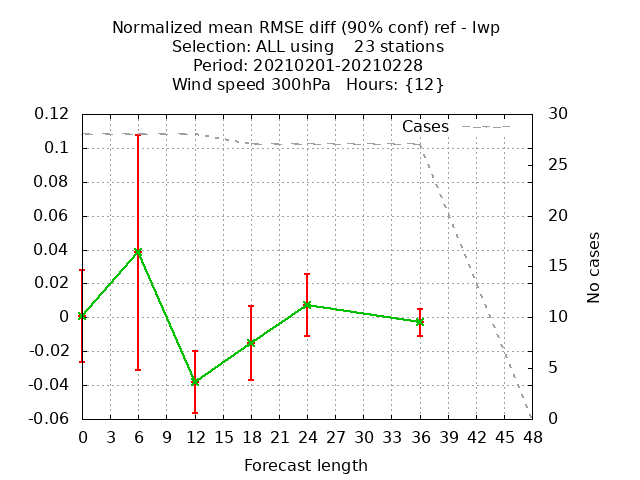 Normalized mean RMSE diff (90% conf) ref - lwp
Selection: ALL using    23 stations
Period: 20210201-20210228
Wind speed 300hPa   Hours: {12}
Cases
0.12
0.1
0.08
0.06
0.04
0.02
0
-0.02
-0.04
-0.06
30
25
20
15
10
5
0
No cases
0 3 6 9 12 15 18 21 24 27 30 33 36 39 42 45 48
Forecast length